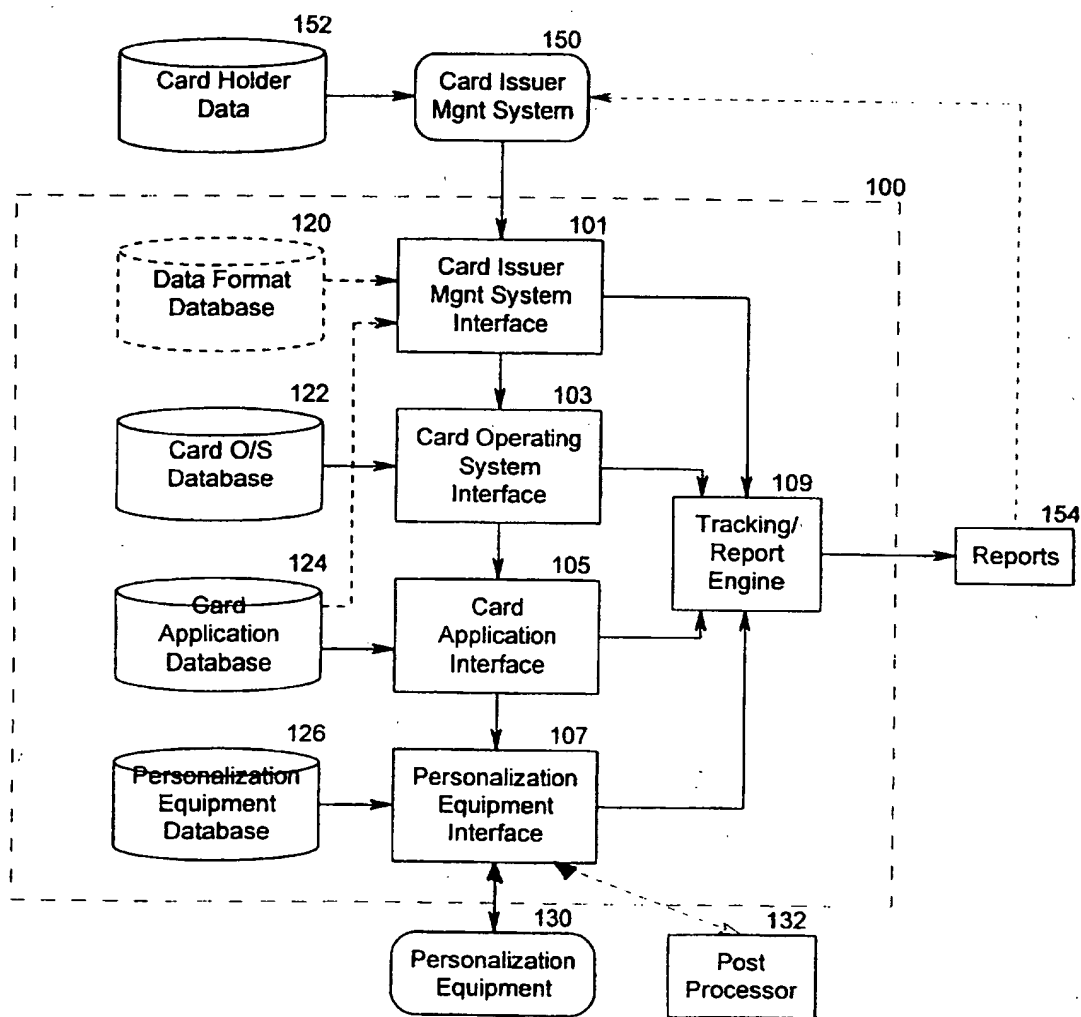 152
Card Holder
Data
150
Card Issuer
Mgnt System
100
120
Data Format
Database
101
Card Issuer
Mgnt System
Interface
122
Card O/S
Database
103
Card Operating
System
Interface
109
Tracking/
Report
Engine
154
Reports
124
Card
Application
Database
105
Card
Application
Interface
126
Personalization
Equipment
Database
107
Personalization
Equipment
Interface
130
Personalization
Equipment
132
Post
Processor